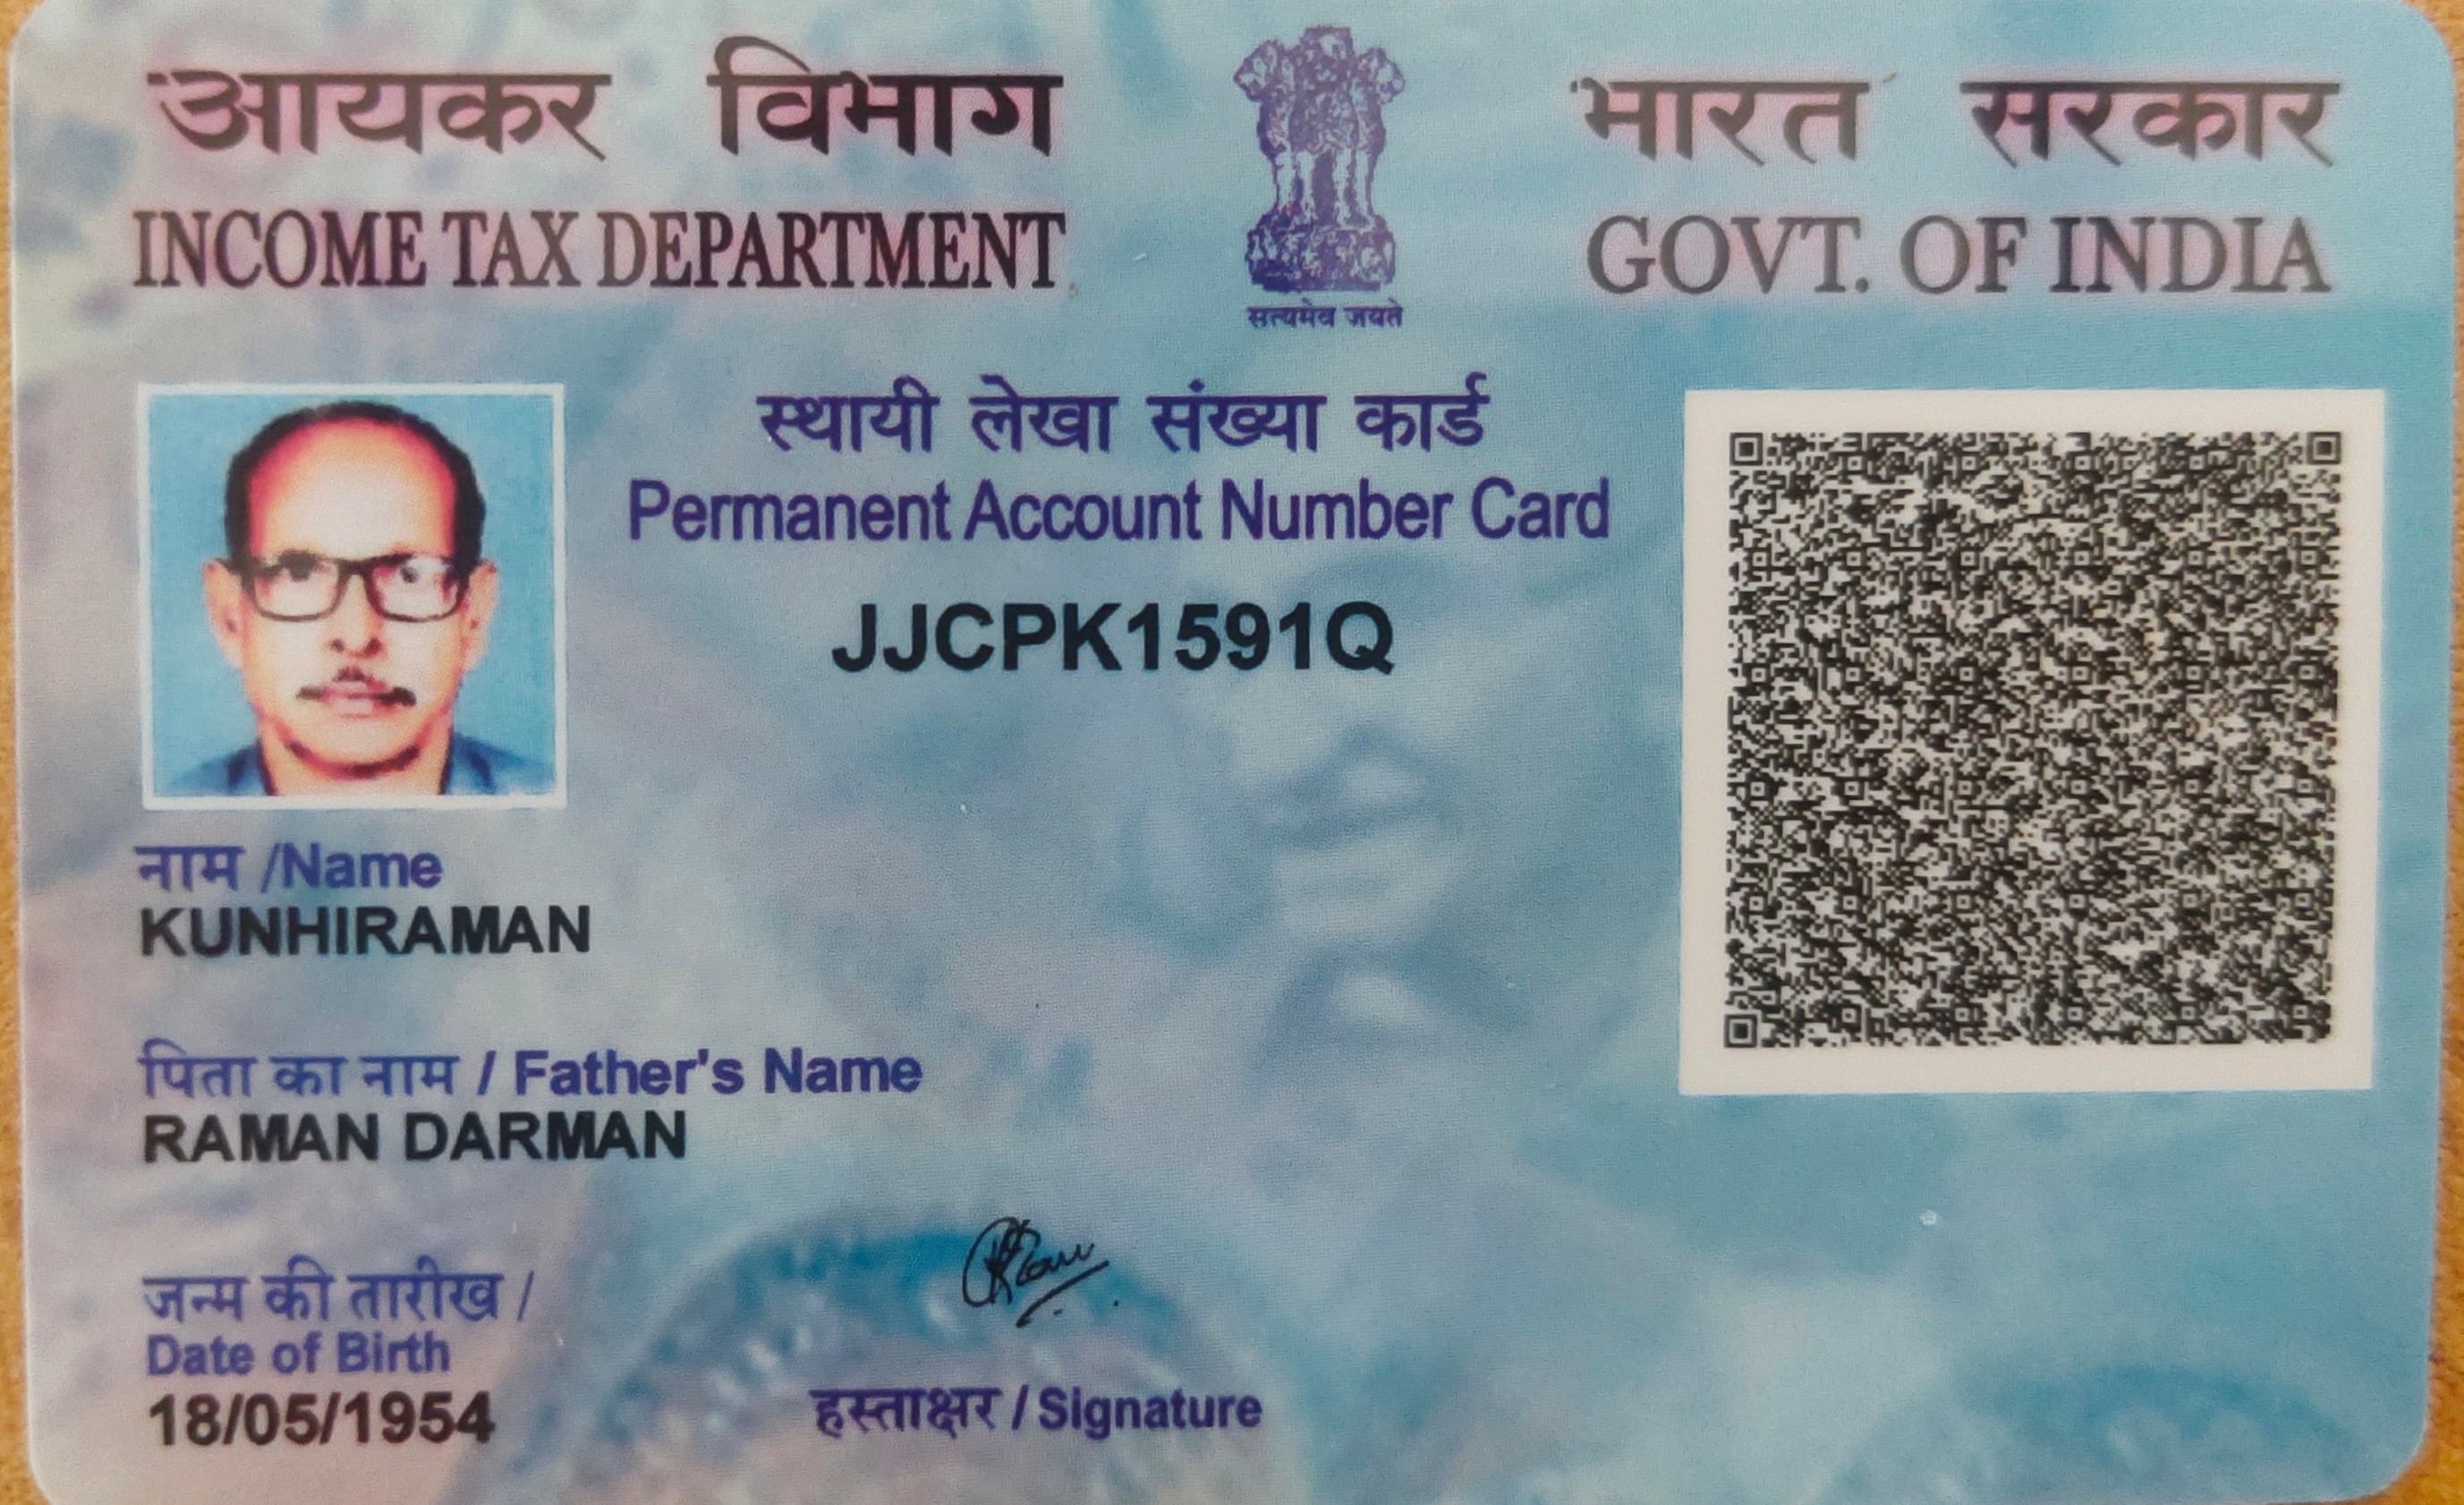 आयकर विभाग
INCOME TAX DEPARTMENT
सत्यमेव जयते
भारत सरकार
GOVT. OF INDIA
स्थायी लेखा संख्या कार्ड
Permanent Account Number Card
JJCPK1591Q
नाम /Name
KUNHIRAMAN
पिता का नाम / Father's Name
RAMAN DARMAN
जन्म की तारीख /
Date of Birth
18/05/1954
हस्ताक्षर / Signature